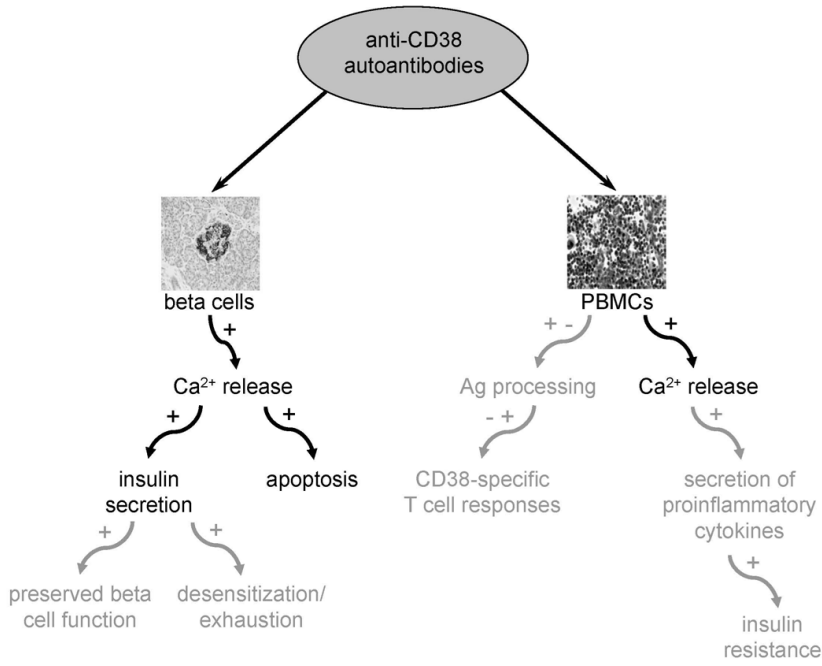 anti-CD38
autoantibodies
beta cells
PBMCs
+
+ -
+
Ca²⁺ release
Ag processing
Ca²⁺ release
+
+
- +
+
insulin
secretion
apoptosis
CD38-specific
T cell responses
secretion of
proinflammatory
cytokines
+
+
+
preserved beta
cell function
desensitization/
exhaustion
insulin
resistance